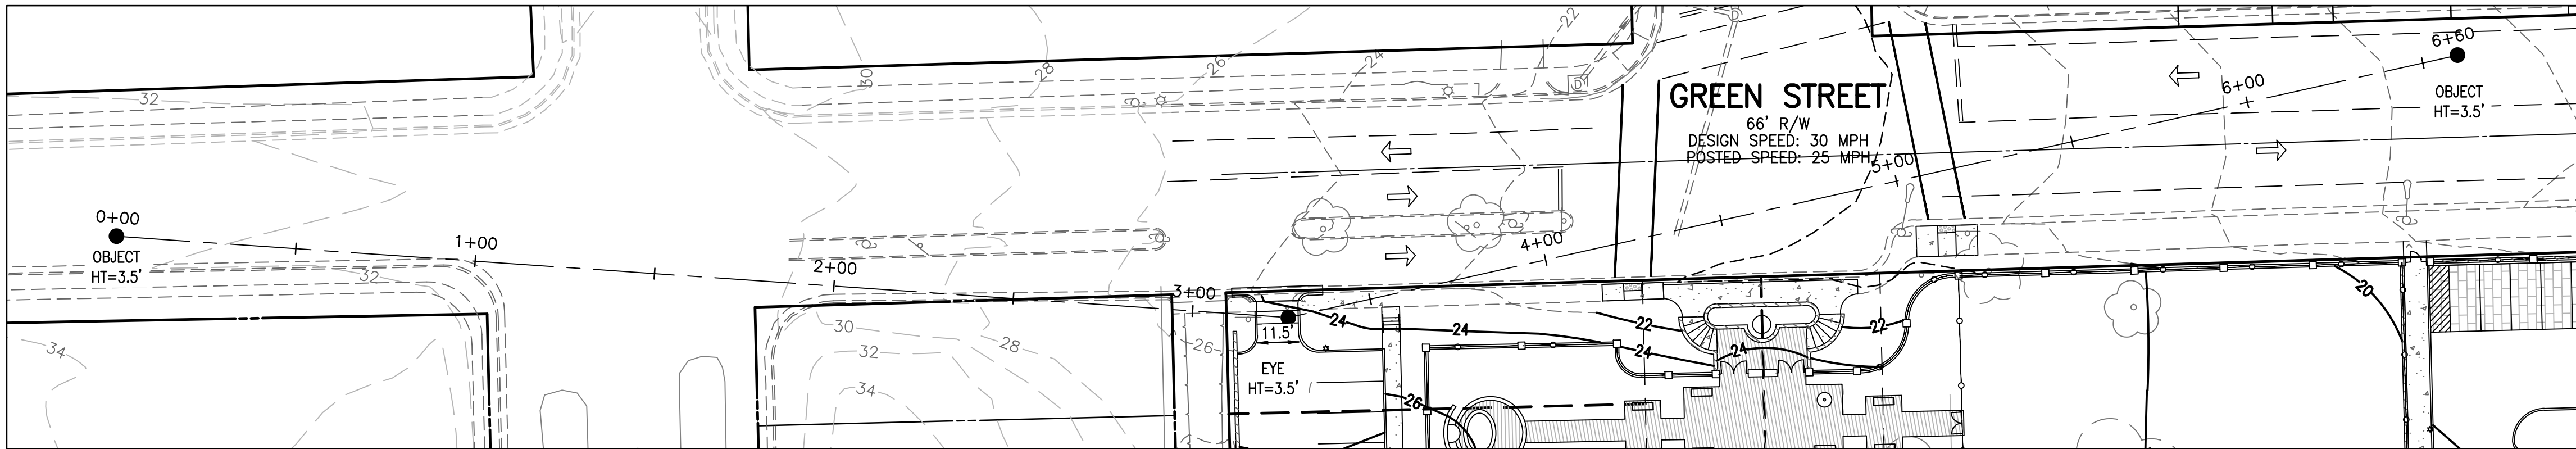 32
30
28
26
24
22
D
D
GREEN STREET
66' R/W
DESIGN SPEED: 30 MPH
POSTED SPEED: 25 MPH
6+60
OBJECT
HT=3.5'
6+00
5+00
4+00
0+00
OBJECT
HT=3.5'
1+00
2+00
3+00
32
34
30
32
34
28
26
11.5'
EYE
HT=3.5'
24
24
22
24
24
22
26
20